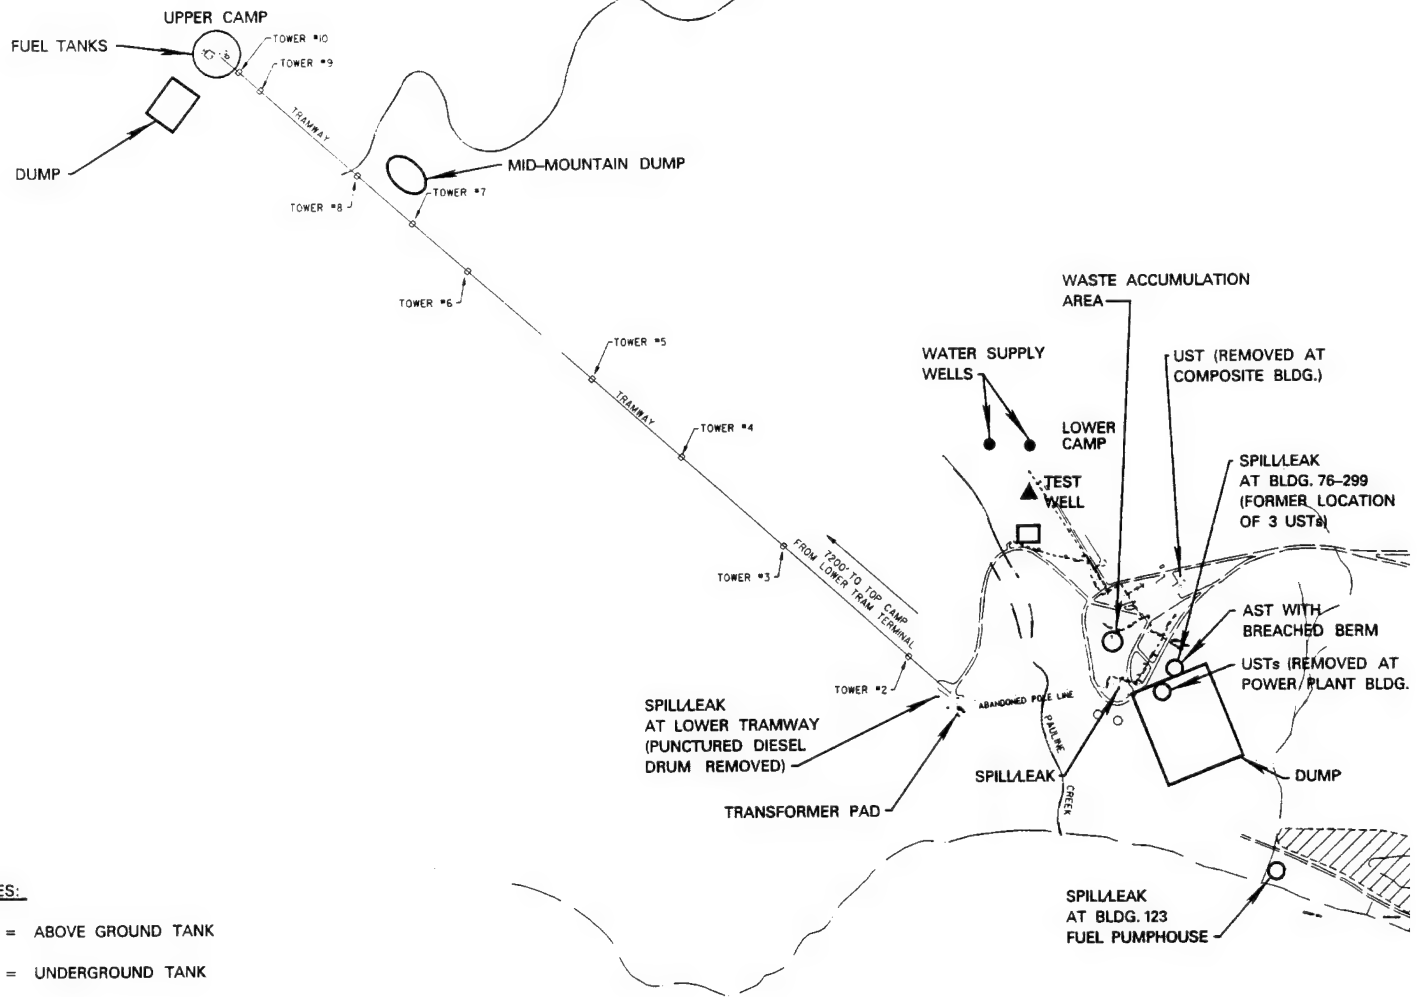 UPPER CAMP
FUEL TANKS
TOWER #10
TOWER #9
TRAMWAY
DUMP
MID-MOUNTAIN DUMP
TOWER #8
TOWER #7
TOWER #6
TOWER #5
TRAMWAY
TOWER #4
TOWER #3
7200' TO TOP CAMP
FROM LOWER TRAM TERMINAL
TOWER #2
WASTE ACCUMULATION
AREA
WATER SUPPLY
WELLS
UST (REMOVED AT
COMPOSITE BLDG.)
LOWER
CAMP
TEST
WELL
SPILL/LEAK
AT BLDG. 76-299
(FORMER LOCATION
OF 3 USTs)
AST WITH
BREACHED BERM
USTs (REMOVED AT
POWER PLANT BLDG.
ABANDONED POLE LINE
SPILL/LEAK
AT LOWER TRAMWAY
(PUNCTURED DIESEL
DRUM REMOVED)
TRANSFORMER PAD
PAULINE
CREEK
SPILL/LEAK
DUMP
SPILL/LEAK
AT BLDG. 123
FUEL PUMPHOUSE
ES:
= ABOVE GROUND TANK
= UNDERGROUND TANK